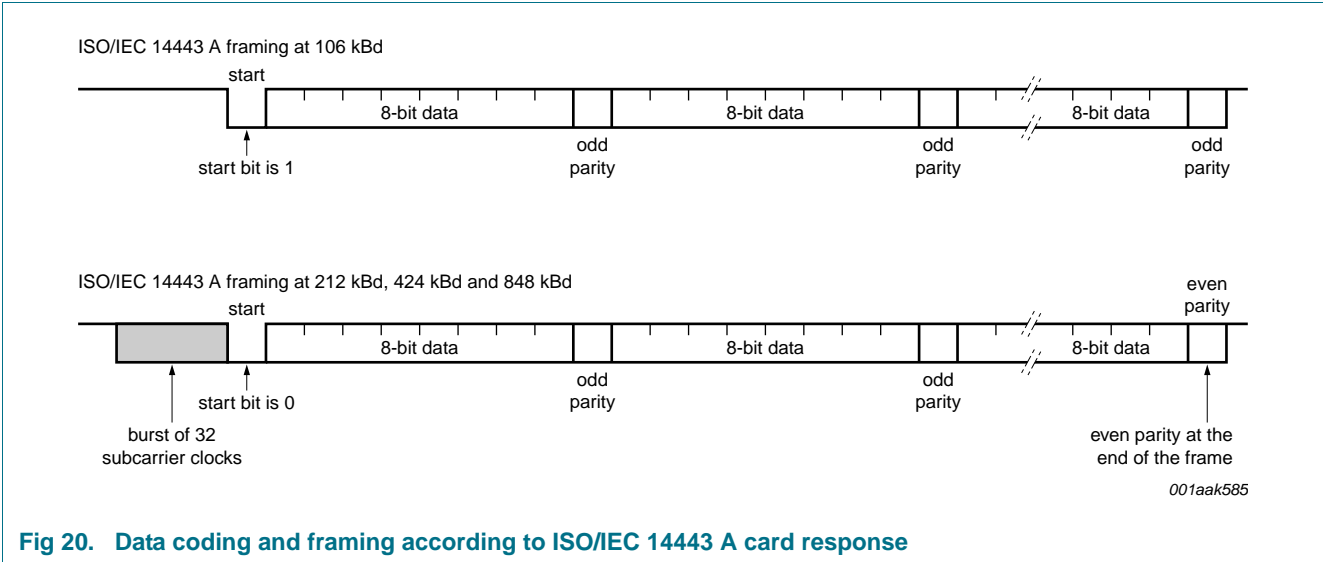 ISO/IEC 14443 A framing at 106 kBd
start
8-bit data
8-bit data
8-bit data
start bit is 1
odd
parity
odd
parity
odd
parity
ISO/IEC 14443 A framing at 212 kBd, 424 kBd and 848 kBd
start
even
parity
8-bit data
8-bit data
8-bit data
start bit is 0
odd
parity
odd
parity
burst of 32
subcarrier clocks
even parity at the
end of the frame
001aak585
Fig 20. Data coding and framing according to ISO/IEC 14443 A card response